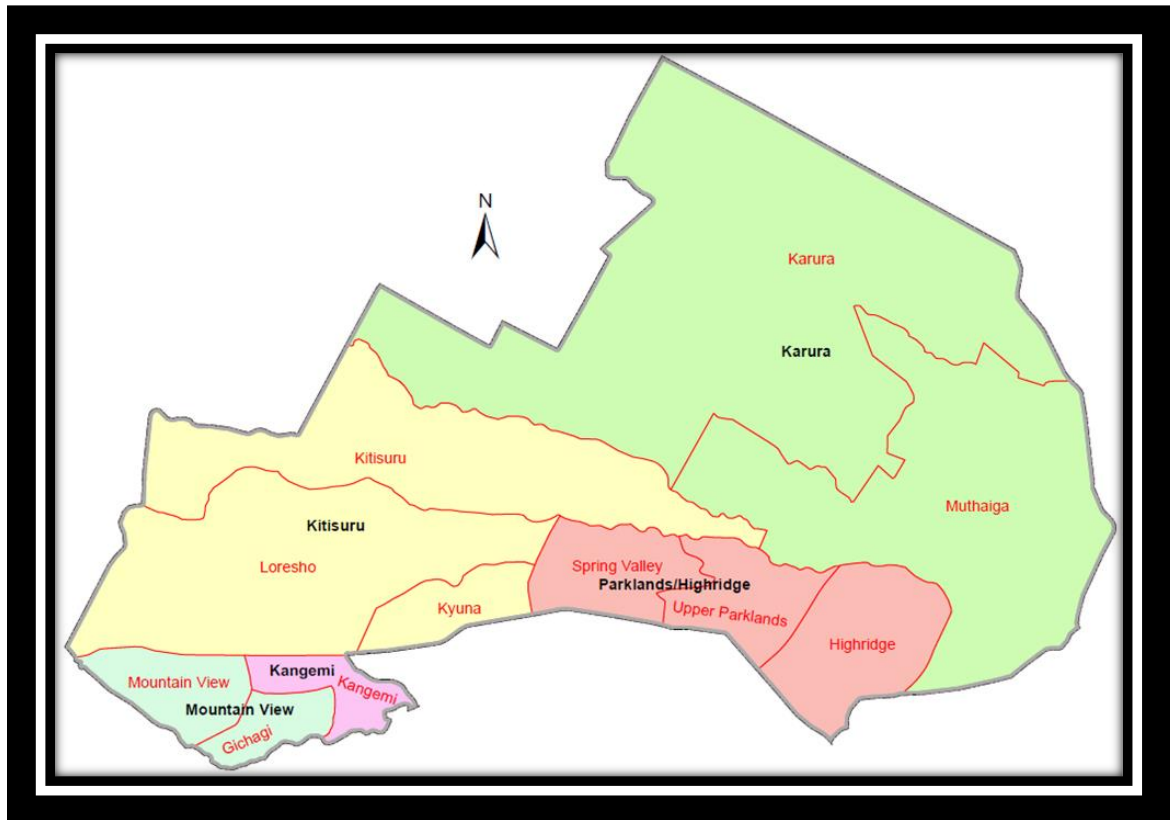 N
Karura
Karura
Kitisuru
Muthaiga
Kitisuru
Loresho
Spring Valley
Parklands/Highridge
Kyuna
Upper Parklands
Highridge
Kangemi
Mountain View
Kangemi
Mountain View
Gichagi